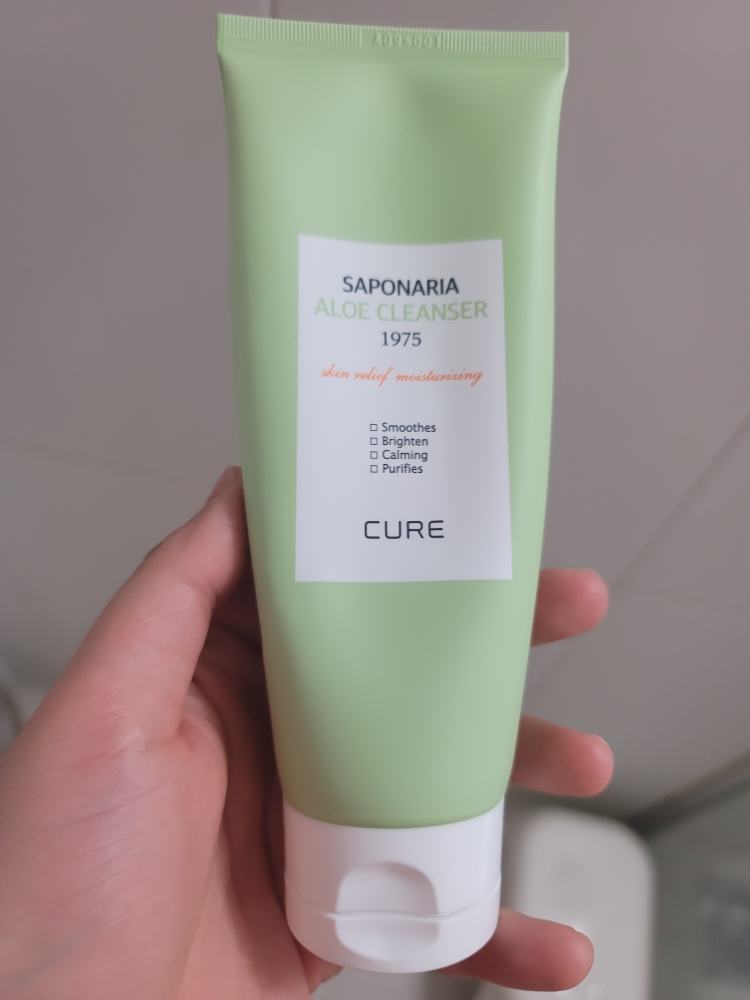 SAPONARIA
ALOE CLEANSER
1975
skin relief moisturizing
□ Smoothes
□ Brighten
□ Calming
□ Purifies
CURE